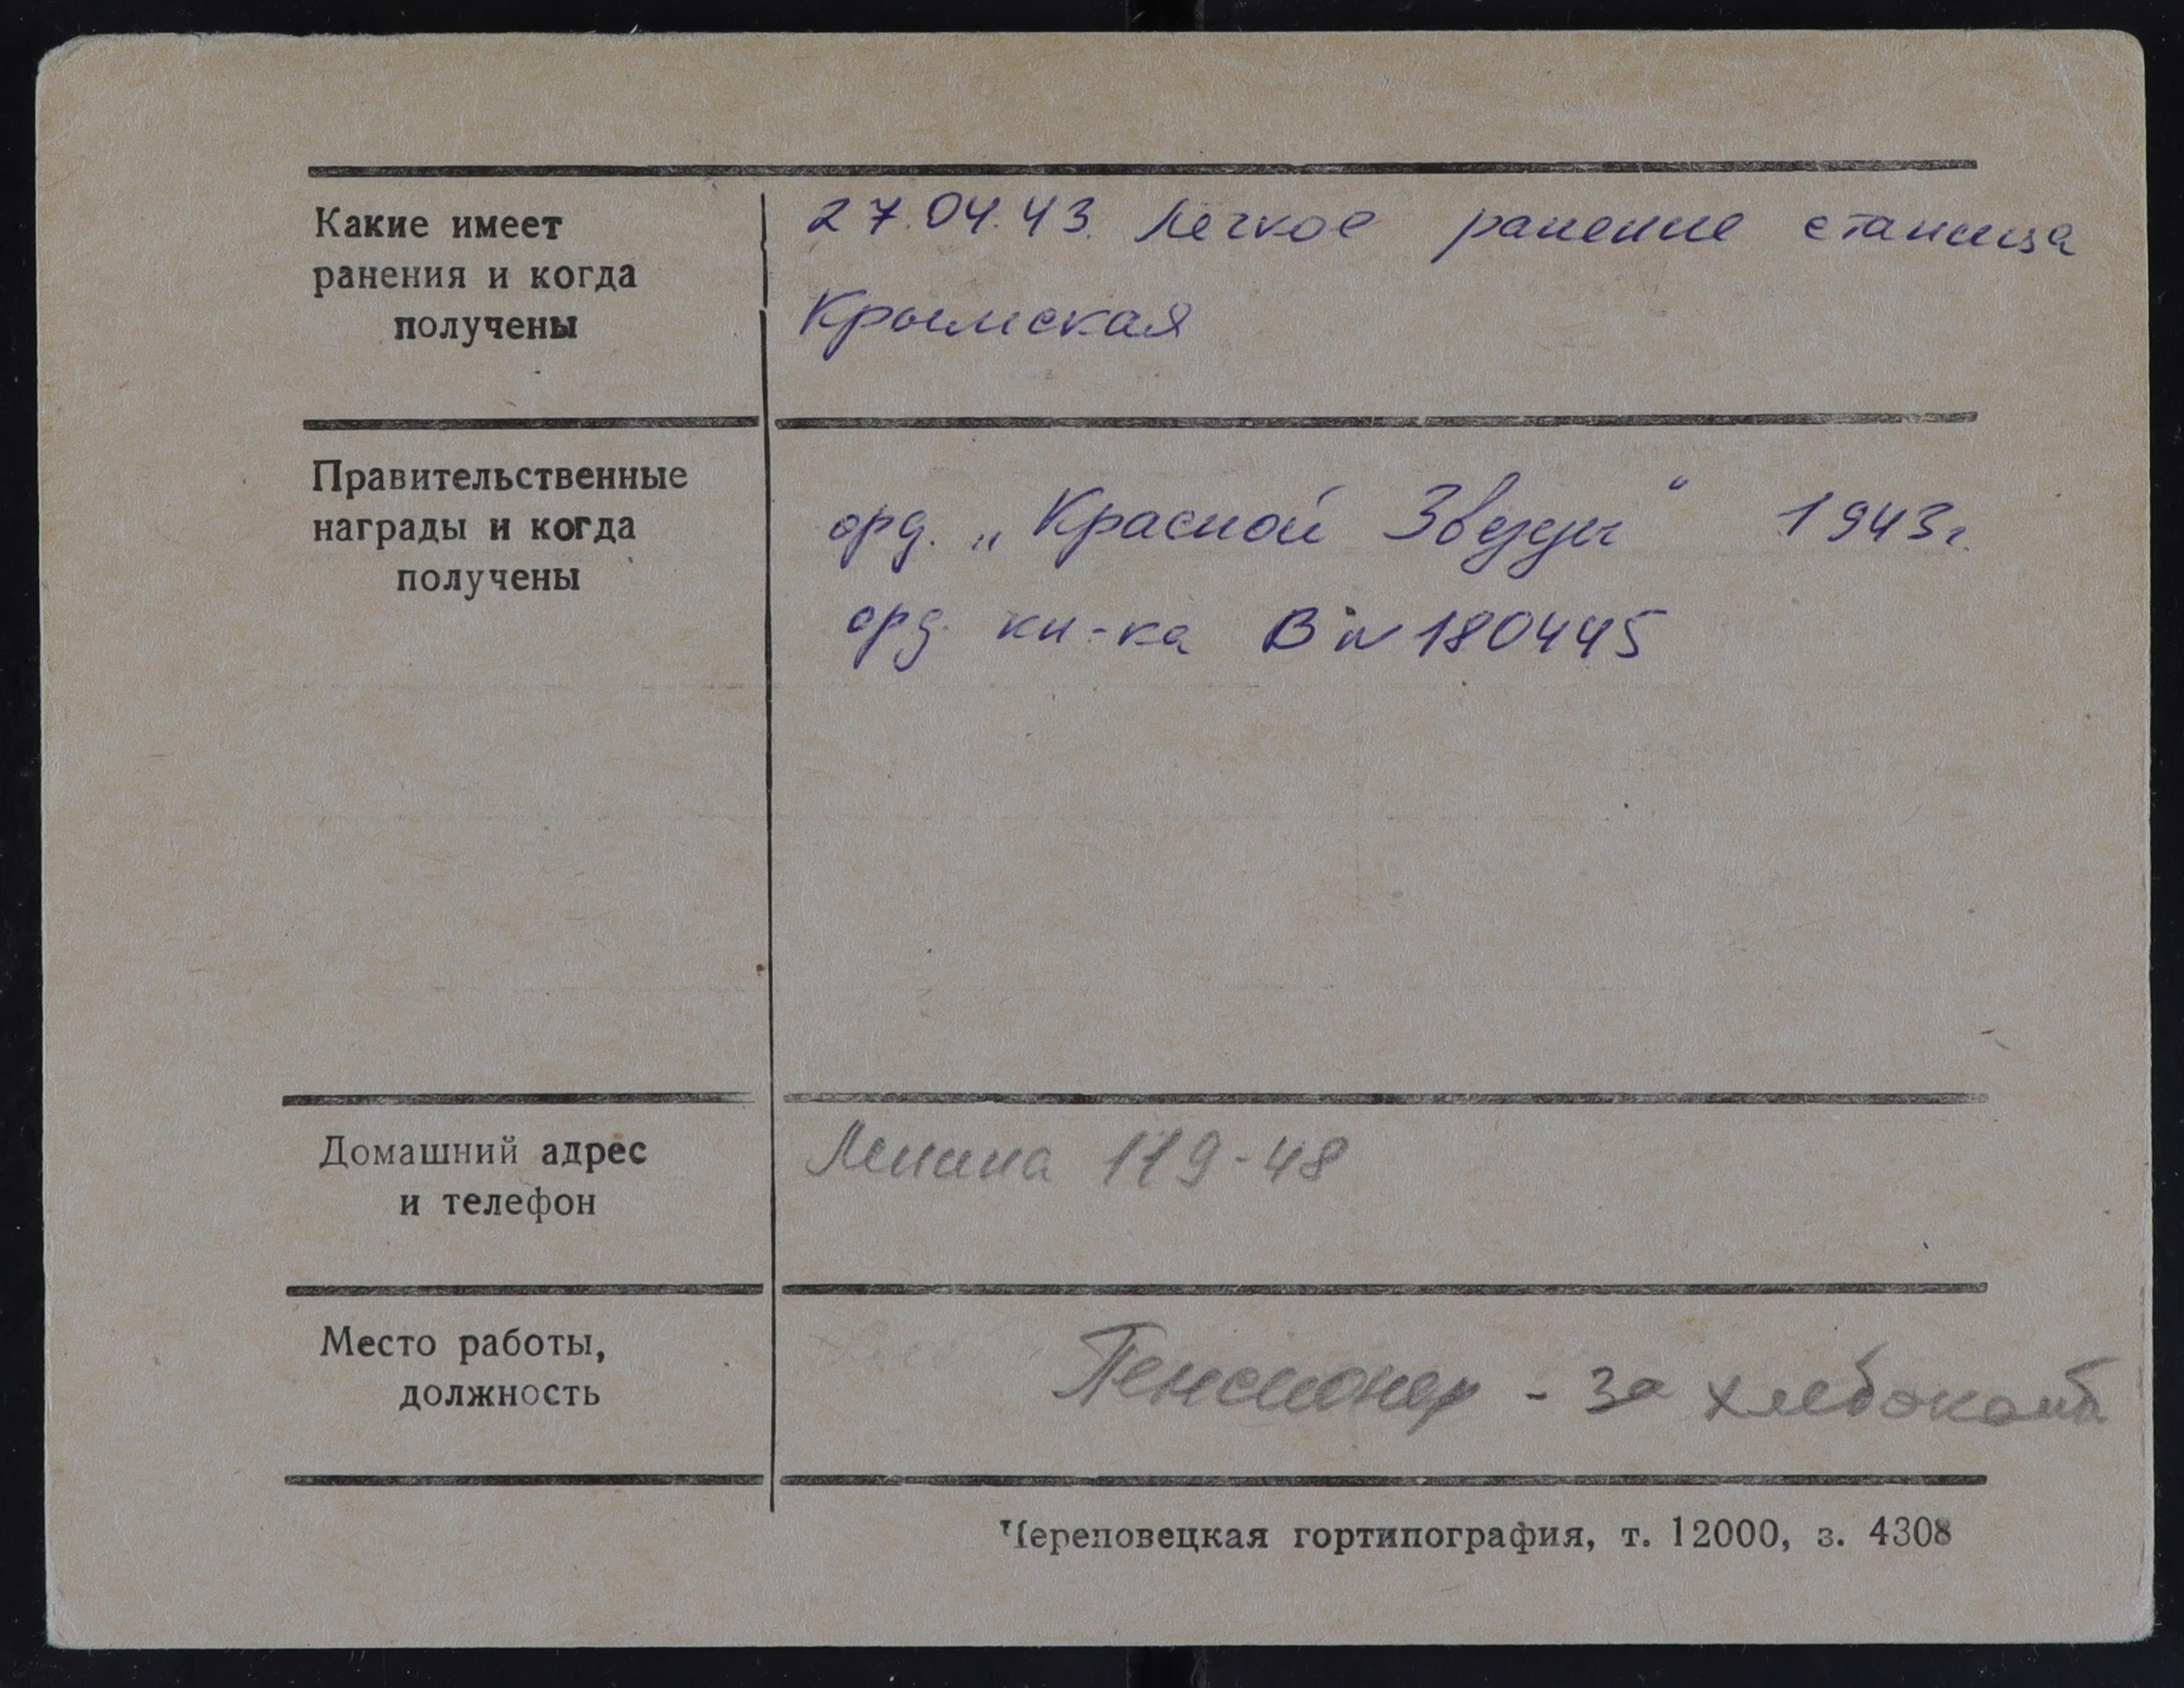 Какие имеет
ранения и когда
получены
27.04.43. легкое ранение станица
Крымская
Правительственные
награды и когда
получены
орд. „Красной Звезды“ 1943г.
орд. кн-ка В № 180445
Домашний адрес
и телефон
Ленина 119-48
Место работы,
должность
Пенсионер - за хлебокомб
Череповецкая гортипография, т. 12000, з. 4308